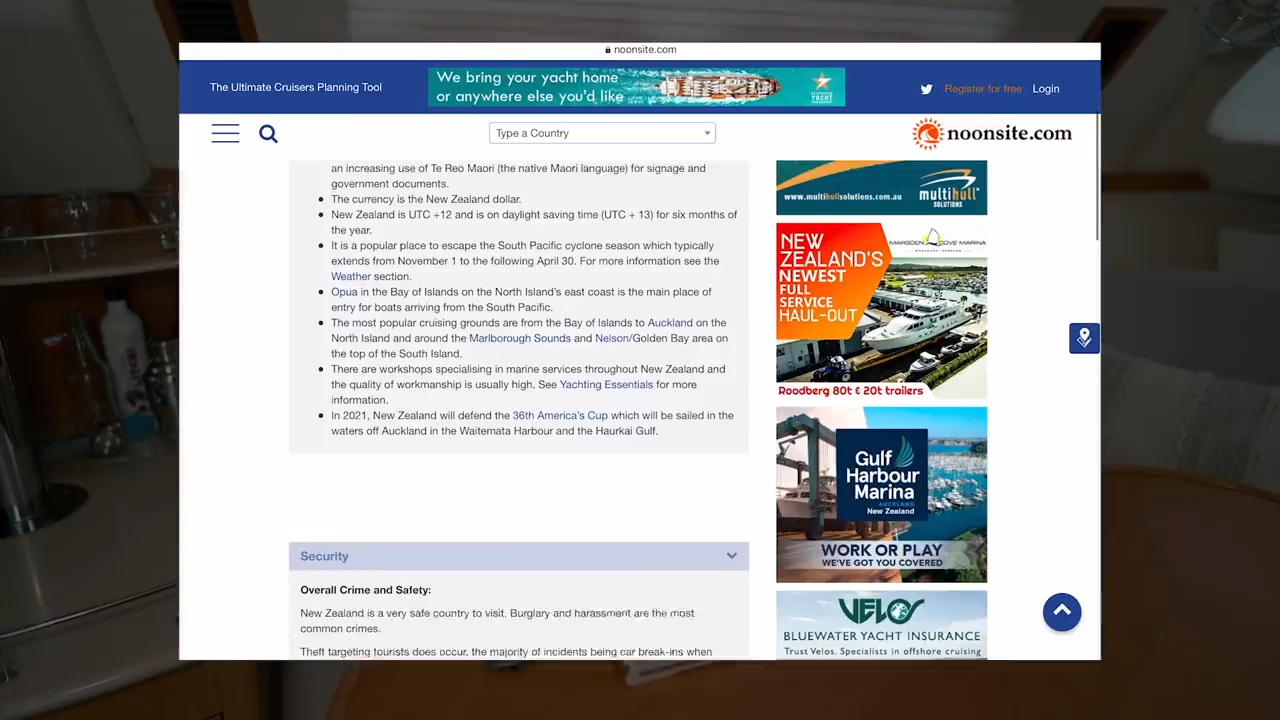 noonsite.com
The Ultimate Cruisers Planning Tool
We bring your yacht home
or anywhere else you'd like
Register for free
Login
Type a Country
noonsite.com
an increasing use of Te Reo Maori (the native Maori language) for signage and
government documents.
The currency is the New Zealand dollar.
New Zealand is UTC +12 and is on daylight saving time (UTC + 13) for six months of
the year.
It is a popular place to escape the South Pacific cyclone season which typically
extends from November 1 to the following April 30. For more information see the
Weather section.
Opua in the Bay of Islands on the North Island's east coast is the main place of
entry for boats arriving from the South Pacific.
The most popular cruising grounds are from the Bay of Islands to Auckland on the
North Island and around the Marlborough Sounds and Nelson/Golden Bay area on
the top of the South Island.
There are workshops specialising in marine services throughout New Zealand and
the quality of workmanship is usually high. See Yachting Essentials for more
information.
In 2021, New Zealand will defend the 36th America's Cup which will be sailed in the
waters off Auckland in the Waitemata Harbour and the Haurkai Gulf.
Security
Overall Crime and Safety:
New Zealand is a very safe country to visit. Burglary and harassment are the most
common crimes.
Theft targeting tourists does occur, the majority of incidents being car break-ins when
www.multihullsolutions.com.au
multihull
SOLUTIONS
NEW
ZEALAND'S
NEWEST
FULL
SERVICE
HAUL-OUT
MARSDEN COVE MARINA
Roodberg 80t & 20t trailers
Gulf
Harbour
Marina
AUCKLAND
New Zealand
WORK OR PLAY
WE'VE GOT YOU COVERED
VELOS
BLUEWATER YACHT INSURANCE
Trust Velos. Specialists in offshore cruising